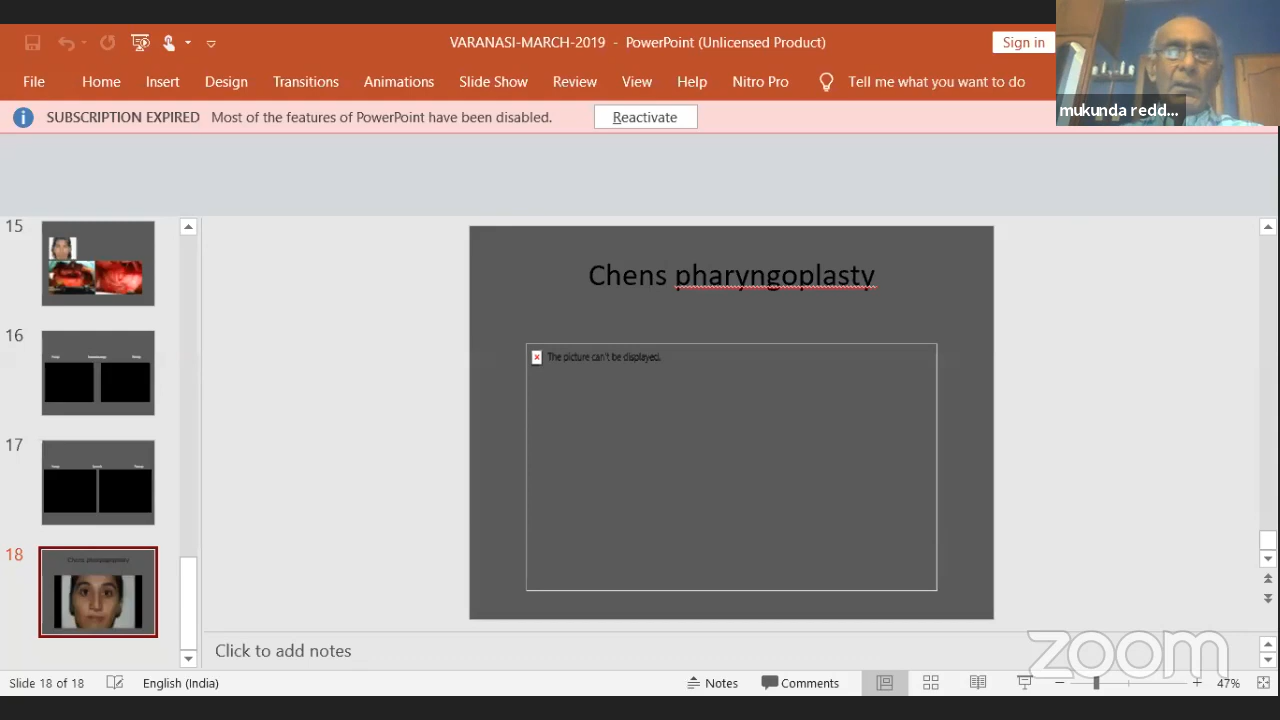 VARANASI-MARCH-2019 - PowerPoint (Unlicensed Product)
Sign in
File Home Insert Design Transitions Animations Slide Show Review View Help Nitro Pro Tell me what you want to do
mukunda redd...
SUBSCRIPTION EXPIRED Most of the features of PowerPoint have been disabled. Reactivate
15
16
17
18
Chens pharyngoplasty
The picture can't be displayed.
Click to add notes
zoom
Slide 18 of 18 English (India) Notes Comments 47%